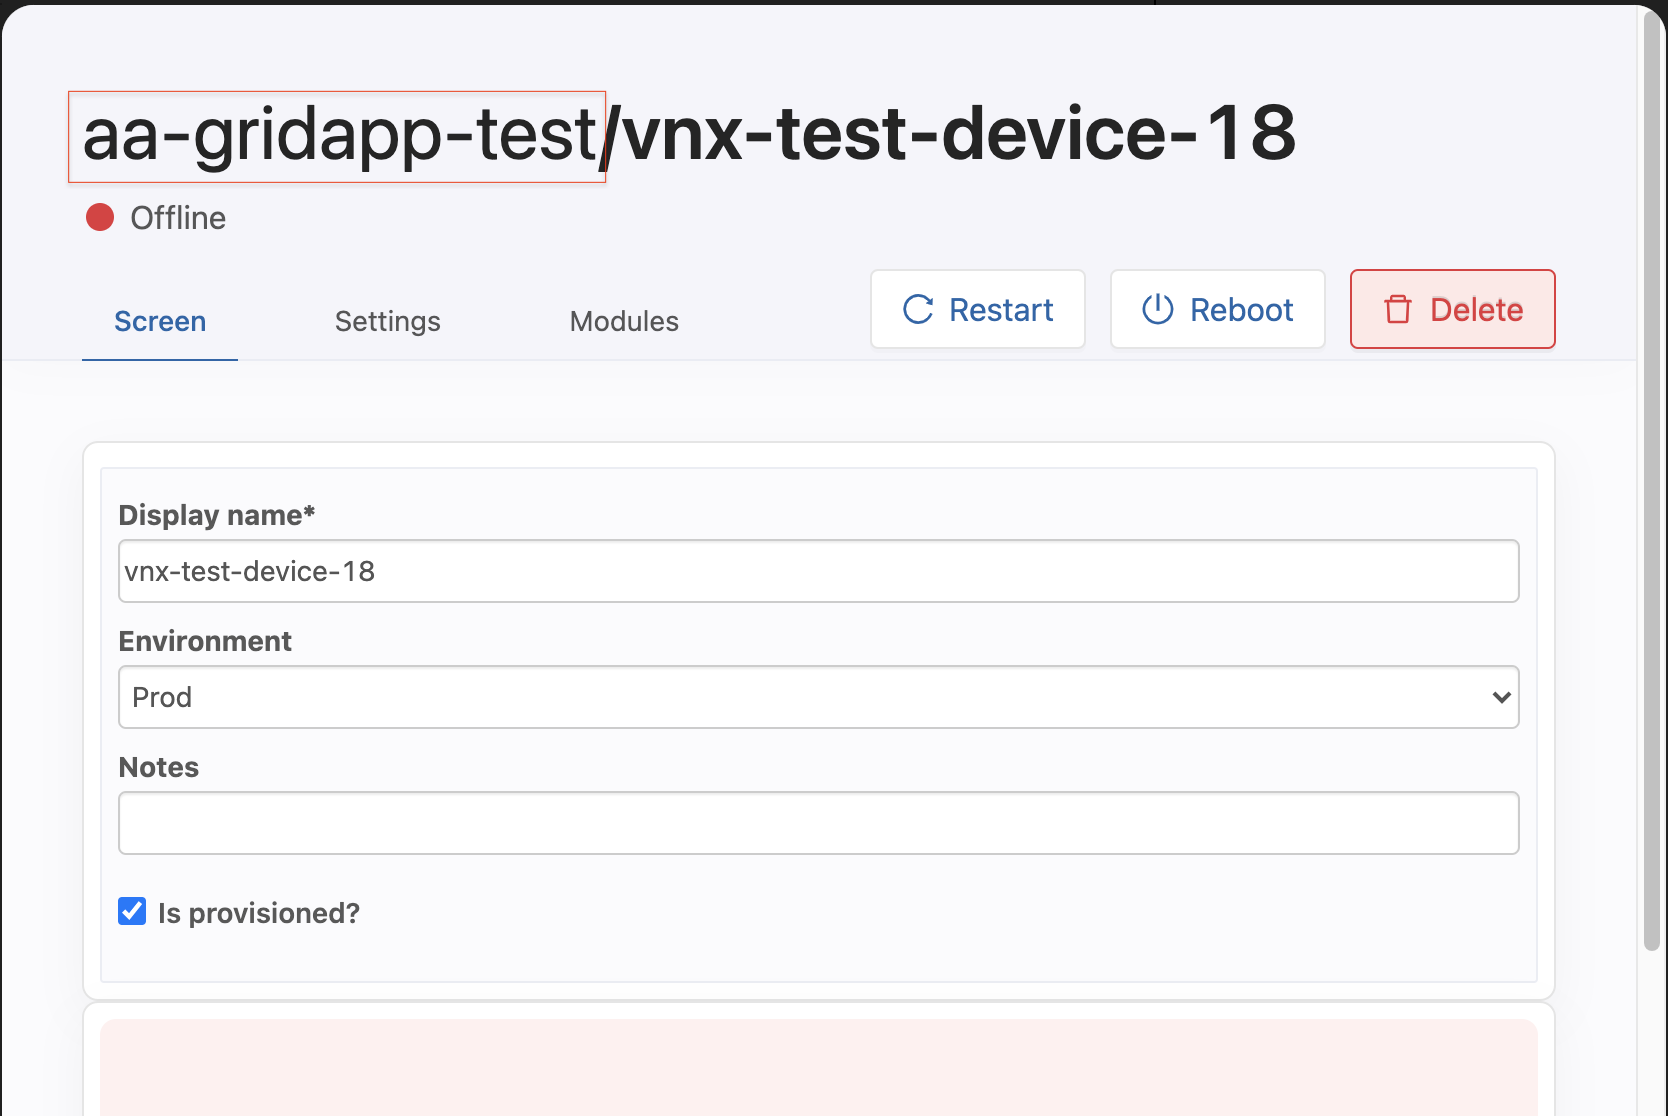 aa-gridapp-test/vnx-test-device-18
Offline
Screen Settings Modules Restart Reboot Delete
Display name*
vnx-test-device-18
Environment
Prod
Notes
Is provisioned?